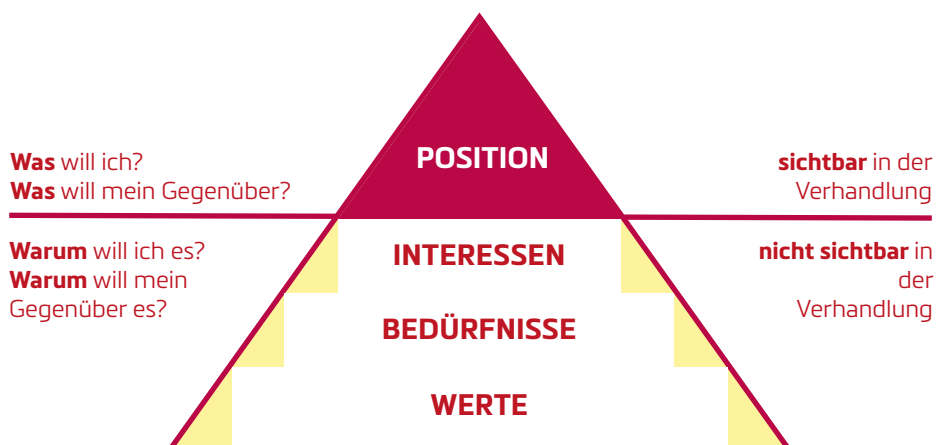 POSITION
Was will ich?
Was will mein Gegenüber?
sichtbar in der
Verhandlung
Warum will ich es?
Warum will mein
Gegenüber es?
INTERESSEN
BEDÜRFNISSE
WERTE
nicht sichtbar in
der
Verhandlung